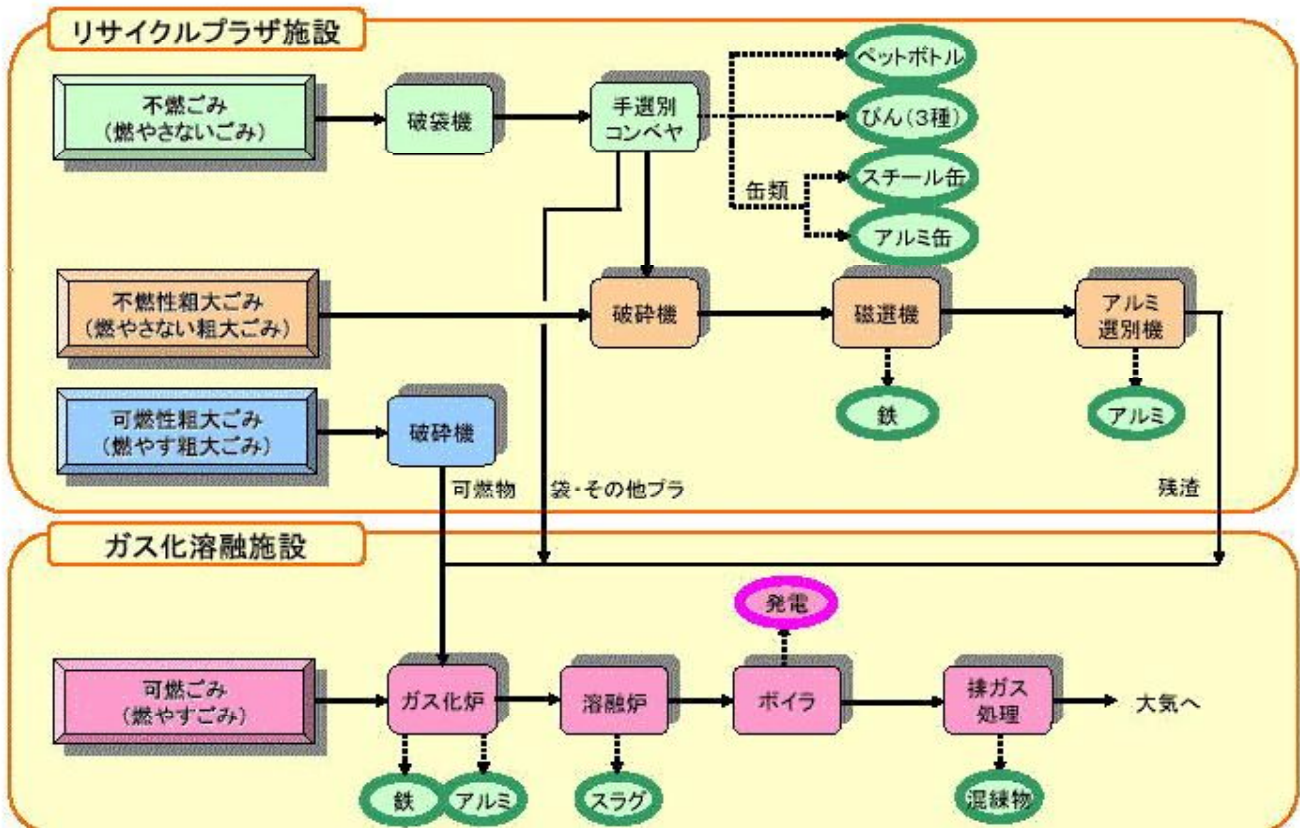 リサイクルプラザ施設
不燃ごみ
(燃やさないごみ)
破袋機
手選別
コンベヤ
ペットボトル
びん(3種)
缶類
スチール缶
アルミ缶
不燃性粗大ごみ
(燃やさない粗大ごみ)
破砕機
磁選機
アルミ
選別機
鉄
アルミ
可燃性粗大ごみ
(燃やす粗大ごみ)
破砕機
可燃物
袋・その他プラ
残渣
ガス化溶融施設
発電
可燃ごみ
(燃やすごみ)
ガス化炉
溶融炉
ボイラ
排ガス
処理
大気へ
鉄
アルミ
スラグ
混練物